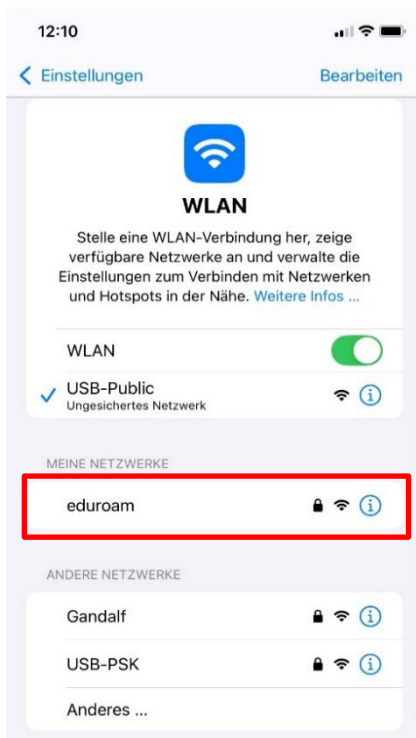 12:10
Einstellungen Bearbeiten
WLAN
Stelle eine WLAN-Verbindung her, zeige
verfügbare Netzwerke an und verwalte die
Einstellungen zum Verbinden mit Netzwerken
und Hotspots in der Nähe. Weitere Infos ...
WLAN
USB-Public
Ungesichertes Netzwerk
MEINE NETZWERKE
eduroam
ANDERE NETZWERKE
Gandalf
USB-PSK
Anderes ...